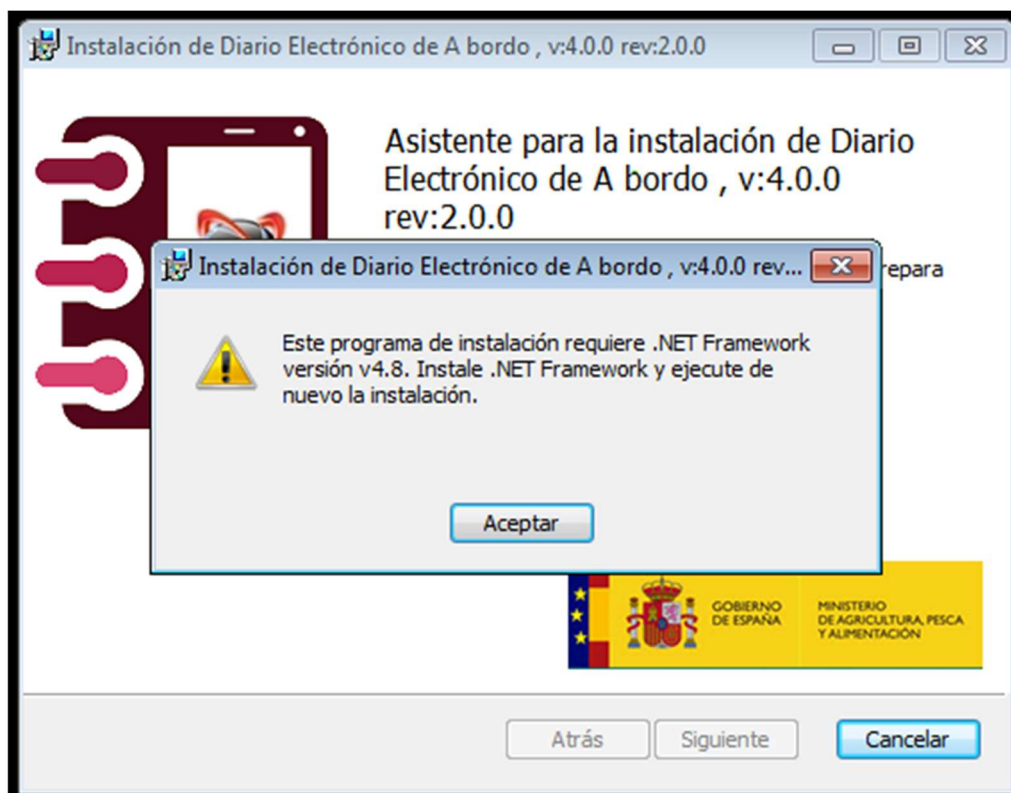 Instalación de Diario Electrónico de A bordo , v:4.0.0 rev:2.0.0
Asistente para la instalación de Diario
Electrónico de A bordo , v:4.0.0
rev:2.0.0
Instalación de Diario Electrónico de A bordo , v:4.0.0 rev...
repara
Este programa de instalación requiere .NET Framework
versión v4.8. Instale .NET Framework y ejecute de
nuevo la instalación.
Aceptar
GOBIERNO
DE ESPAÑA
MINISTERIO
DE AGRICULTURA, PESCA
Y ALIMENTACIÓN
Atrás
Siguiente
Cancelar